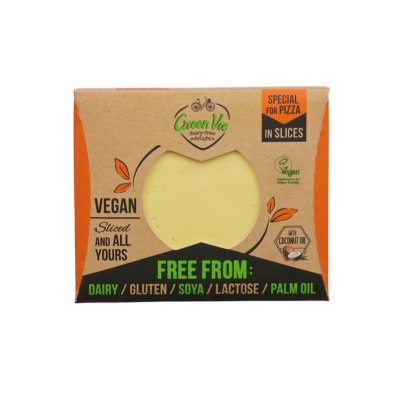 Green Vie
dairy-free
delights
SPECIAL
FOR PIZZA
IN SLICES
Vegan
VEGAN
Sliced
AND ALL
YOURS
WITH
COCONUT OIL
FREE FROM:
DAIRY / GLUTEN / SOYA / LACTOSE / PALM OIL